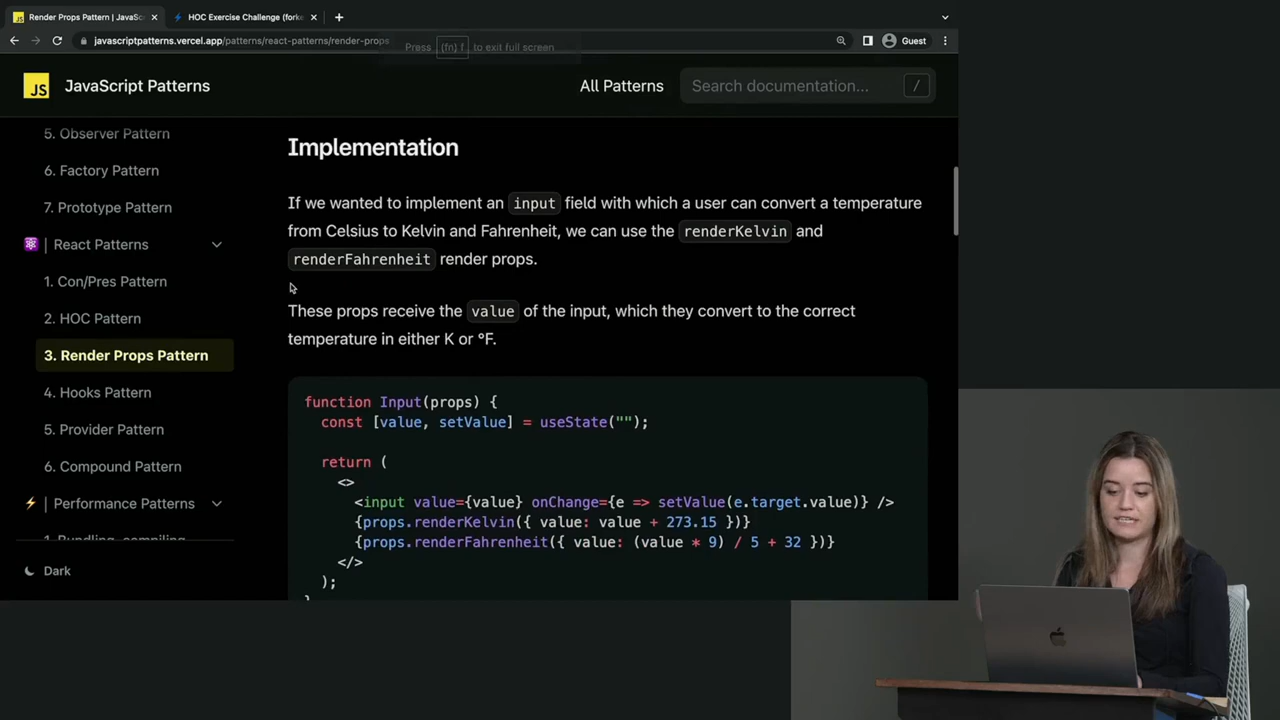 Render Props Pattern | JavaSc
HOC Exercise Challenge (forke
javascriptpatterns.vercel.app/patterns/react-patterns/render-props
Press (fn) f to exit full screen
Guest
JS
JavaScript Patterns
All Patterns
Search documentation...
/
5. Observer Pattern
6. Factory Pattern
7. Prototype Pattern
| React Patterns
1. Con/Pres Pattern
2. HOC Pattern
3. Render Props Pattern
4. Hooks Pattern
5. Provider Pattern
6. Compound Pattern
| Performance Patterns
1. Bundling, compiling
Dark
Implementation
If we wanted to implement an input field with which a user can convert a temperature
from Celsius to Kelvin and Fahrenheit, we can use the renderKelvin and
renderFahrenheit render props.
These props receive the value of the input, which they convert to the correct
temperature in either K or °F.
function Input(props) {
const [value, setValue] = useState("");
return (
<>
<input value={value} onChange={e => setValue(e.target.value)} />
{props.renderKelvin({ value: value + 273.15 })}
{props.renderFahrenheit({ value: (value * 9) / 5 + 32 })}
</>
);
}